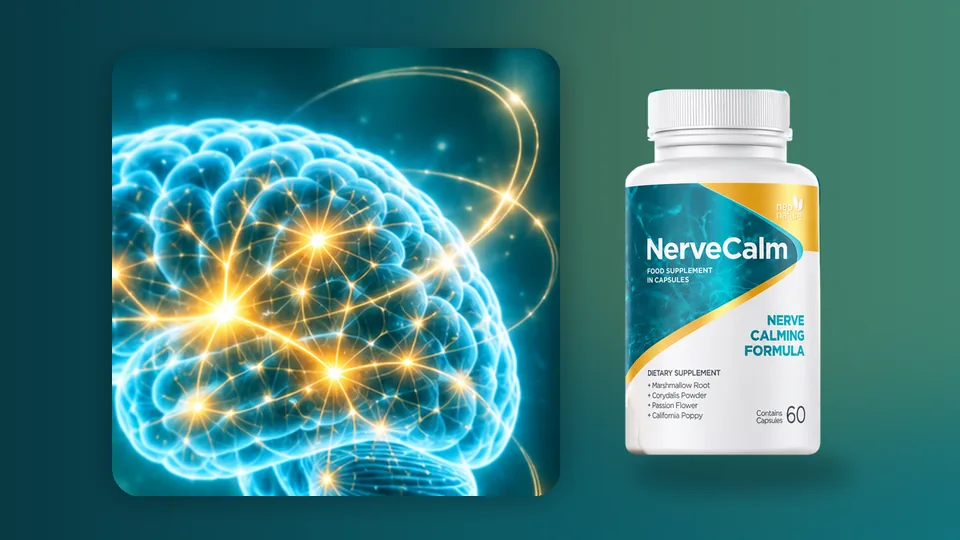 NerveCalm
FOOD SUPPLEMENT
IN CAPSULES
NERVE
CALMING
FORMULA
DIETARY SUPPLEMENT
+ Marshmallow Root
+ Corydalis Powder
+ Passion Flower
+ California Poppy
Contains
Capsules 60